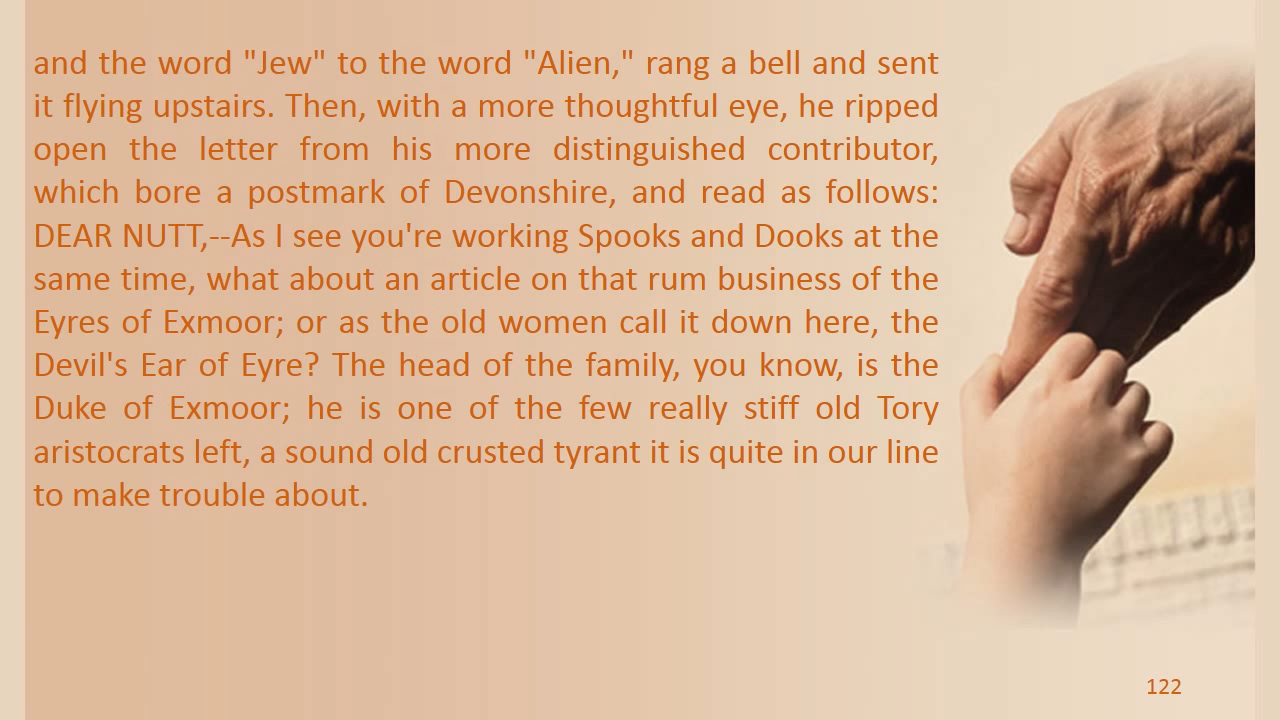 and the word "Jew" to the word "Alien," rang a bell and sent
it flying upstairs. Then, with a more thoughtful eye, he ripped
open the letter from his more distinguished contributor,
which bore a postmark of Devonshire, and read as follows:
DEAR NUTT,--As I see you're working Spooks and Dooks at the
same time, what about an article on that rum business of the
Eyres of Exmoor; or as the old women call it down here, the
Devil's Ear of Eyre? The head of the family, you know, is the
Duke of Exmoor; he is one of the few really stiff old Tory
aristocrats left, a sound old crusted tyrant it is quite in our line
to make trouble about.
122